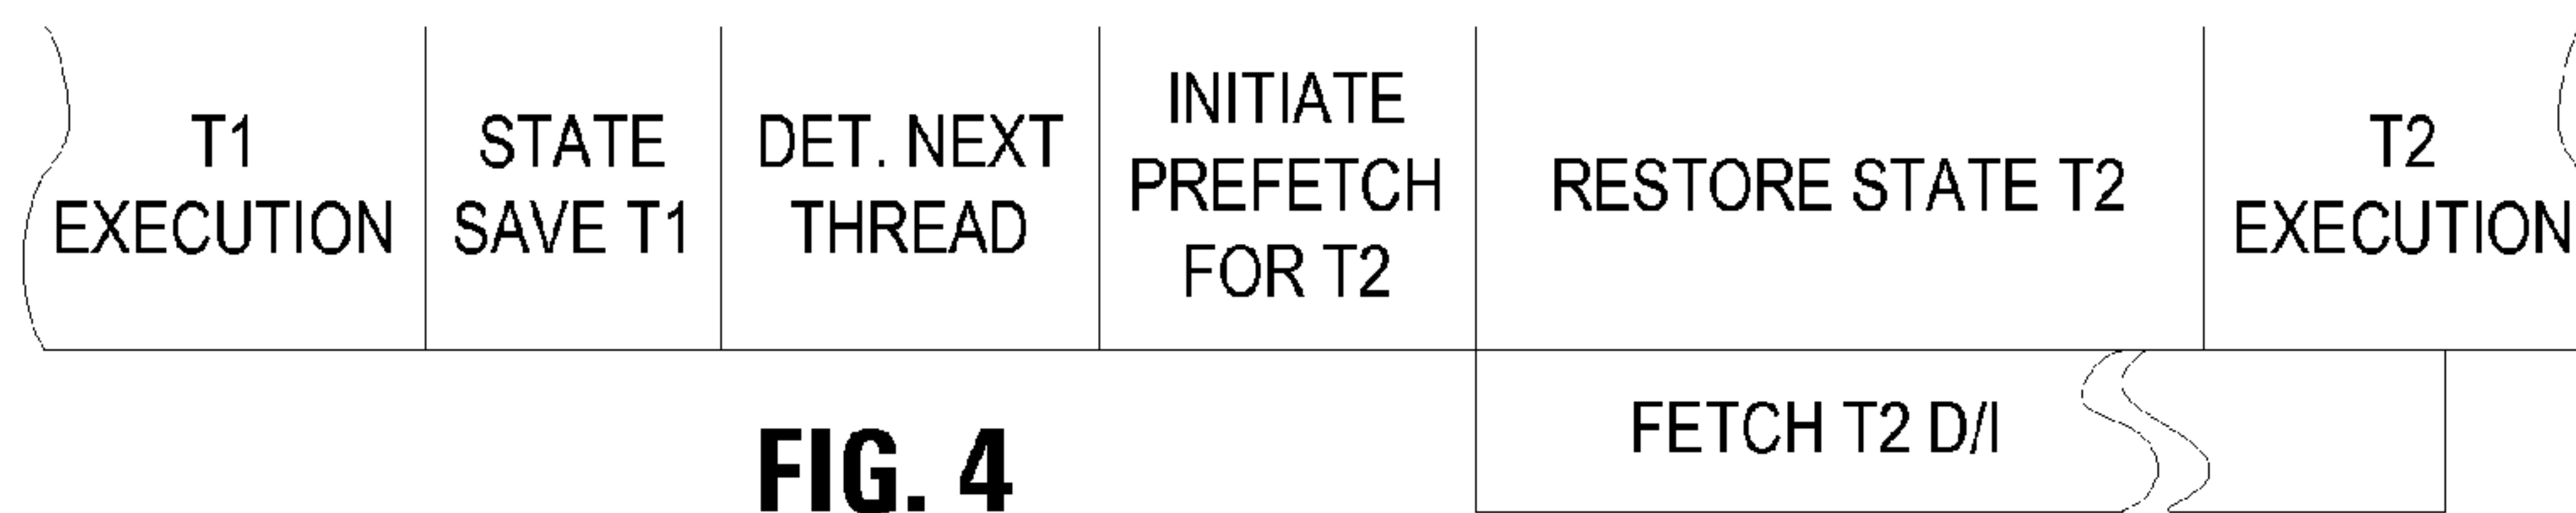 T1
EXECUTION
STATE
SAVE T1
DET. NEXT
THREAD
INITIATE
PREFETCH
FOR T2
RESTORE STATE T2
T2
EXECUTION
FETCH T2 D/I
FIG. 4